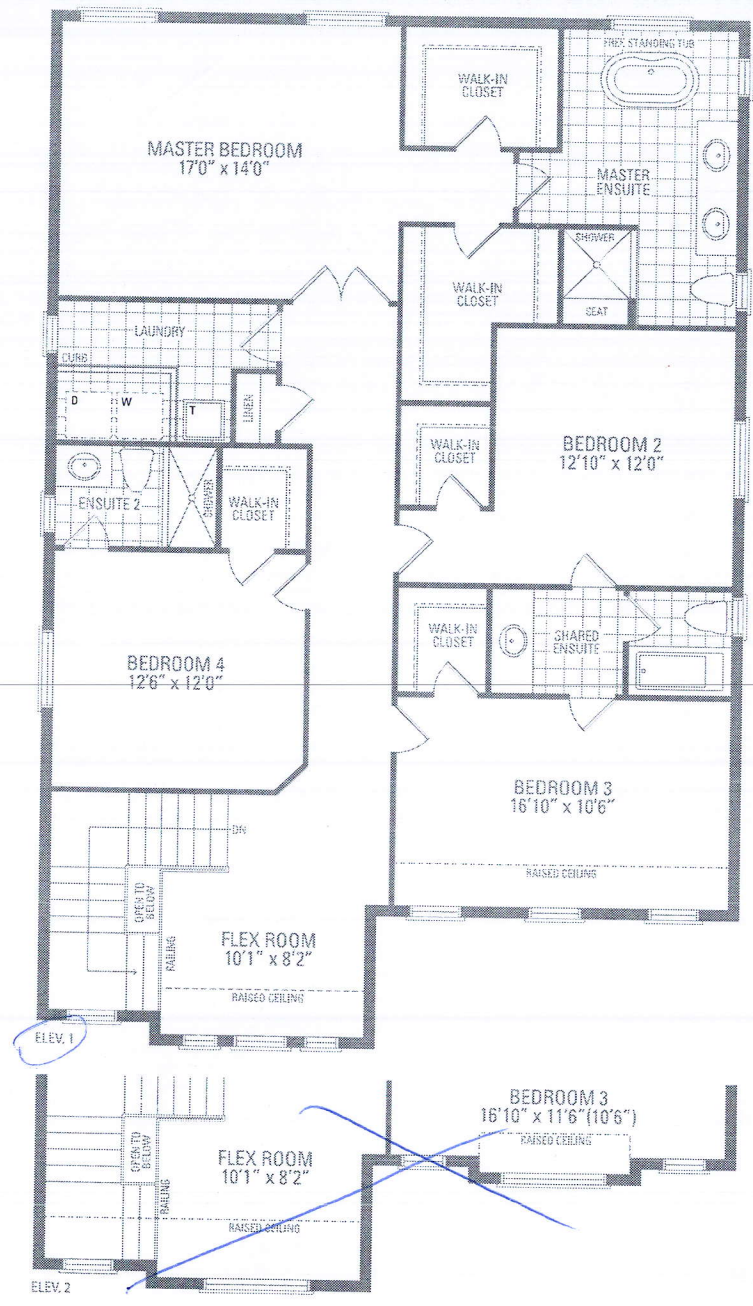 FREE STANDING TUB
WALK-IN
CLOSET
MASTER BEDROOM
17'0" x 14'0"
MASTER
ENSUITE
SHOWER
SEAT
WALK-IN
CLOSET
LAUNDRY
CURB
D
W
T
LINEN
WALK-IN
CLOSET
BEDROOM 2
12'10" x 12'0"
ENSUITE 2
SHOWER
WALK-IN
CLOSET
WALK-IN
CLOSET
SHARED
ENSUITE
BEDROOM 4
12'6" x 12'0"
BEDROOM 3
16'10" x 10'6"
RAISED CEILING
DN
OPEN TO
BELOW
RAILING
FLEX ROOM
10'1" x 8'2"
RAISED CEILING
ELEV. 1
BEDROOM 3
16'10" x 11'6"(10'6")
RAISED CEILING
OPEN TO
BELOW
RAILING
FLEX ROOM
10'1" x 8'2"
RAISED CEILING
ELEV. 2